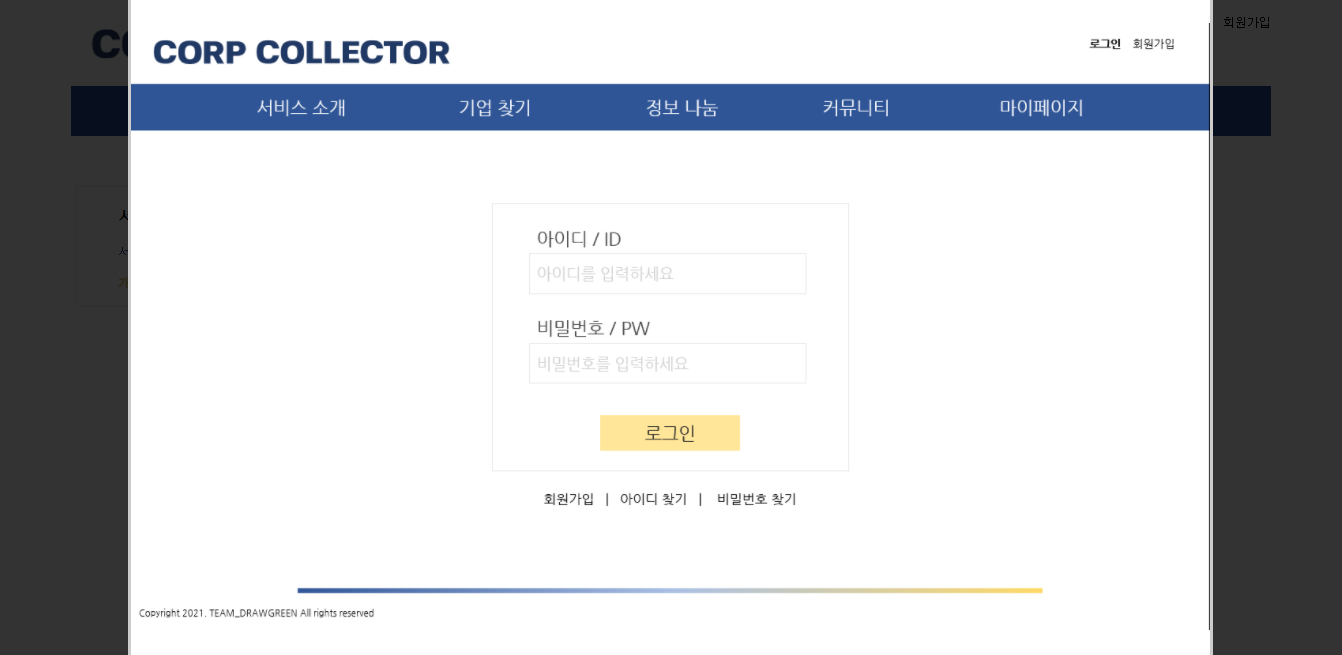 회원가입
CORP COLLECTOR
로그인 회원가입
서비스 소개 기업 찾기 정보 나눔 커뮤니티 마이페이지
아이디 / ID
아이디를 입력하세요
비밀번호 / PW
비밀번호를 입력하세요
로그인
회원가입 | 아이디 찾기 | 비밀번호 찾기
Copyright 2021. TEAM_DRAWGREEN All rights reserved